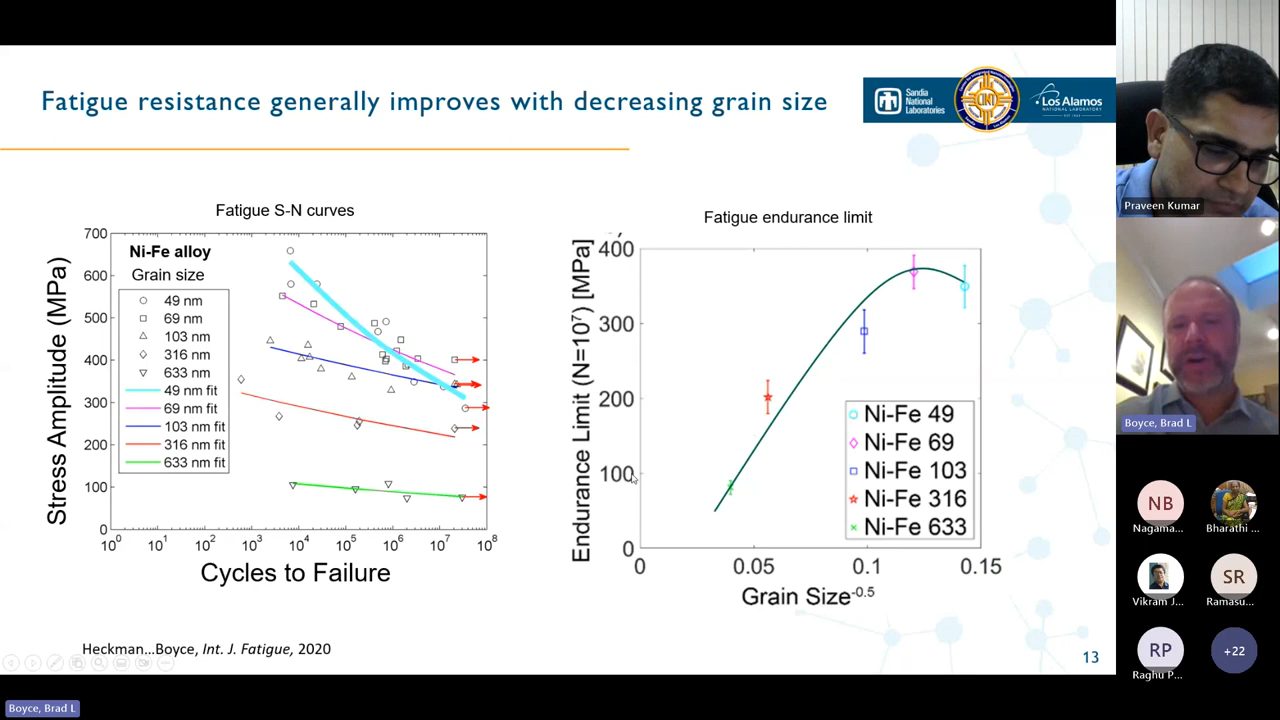 Fatigue resistance generally improves with decreasing grain size
Sandia
National
Laboratories
CINT
Los Alamos
NATIONAL LABORATORY
Fatigue S-N curves
Ni-Fe alloy
Grain size
49 nm
69 nm
103 nm
316 nm
633 nm
49 nm fit
69 nm fit
103 nm fit
316 nm fit
633 nm fit
Stress Amplitude (MPa)
700
600
500
400
300
200
100
0
10⁰ 10¹ 10² 10³ 10⁴ 10⁵ 10⁶ 10⁷ 10⁸
Cycles to Failure
Fatigue endurance limit
Endurance Limit (N=10⁷) [MPa]
400
300
200
100
0
Ni-Fe 49
Ni-Fe 69
Ni-Fe 103
Ni-Fe 316
Ni-Fe 633
0 0.05 0.1 0.15
Grain Size⁻⁰·⁵
Heckman...Boyce, Int. J. Fatigue, 2020
13
Boyce, Brad L
Praveen Kumar
Boyce, Brad L
NB
Nagama...
Bharathi ...
Vikram J...
SR
Ramasu...
RP
Raghu P...
+22